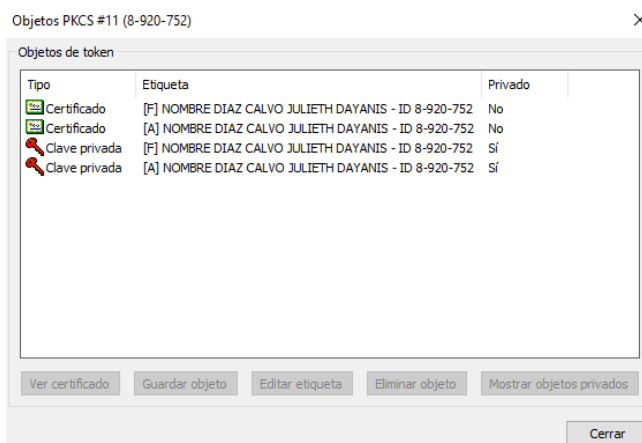 Objetos PKCS #11 (8-920-752)
Objetos de token
Tipo Etiqueta Privado
Certificado [F] NOMBRE DIAZ CALVO JULIETH DAYANIS - ID 8-920-752 No
Certificado [A] NOMBRE DIAZ CALVO JULIETH DAYANIS - ID 8-920-752 No
Clave privada [F] NOMBRE DIAZ CALVO JULIETH DAYANIS - ID 8-920-752 Sí
Clave privada [A] NOMBRE DIAZ CALVO JULIETH DAYANIS - ID 8-920-752 Sí
Ver certificado Guardar objeto Editar etiqueta Eliminar objeto Mostrar objetos privados
Cerrar